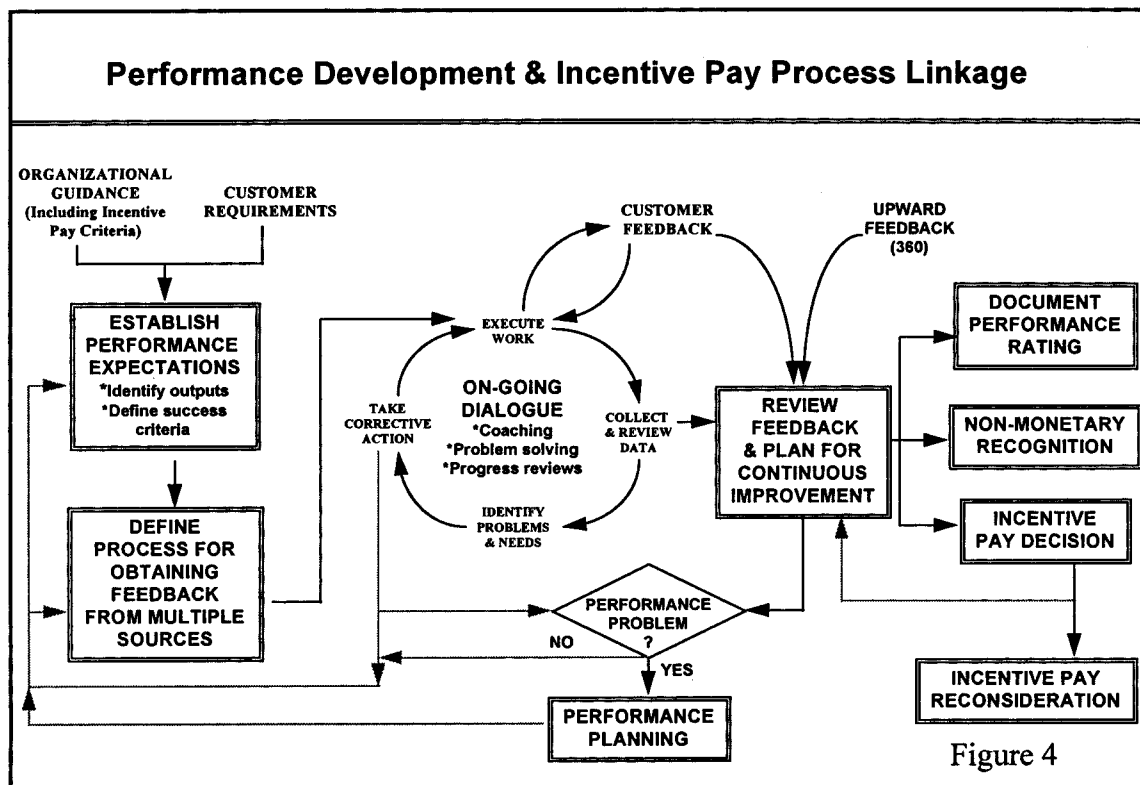 Performance Development & Incentive Pay Process Linkage
ORGANIZATIONAL
GUIDANCE
(Including Incentive
Pay Criteria)
CUSTOMER
REQUIREMENTS
CUSTOMER
FEEDBACK
UPWARD
FEEDBACK
(360)
ESTABLISH
PERFORMANCE
EXPECTATIONS
*Identify outputs
*Define success
criteria
EXECUTE
WORK
ON-GOING
DIALOGUE
*Coaching
*Problem solving
*Progress reviews
TAKE
CORRECTIVE
ACTION
COLLECT
& REVIEW
DATA
IDENTIFY
PROBLEMS
& NEEDS
REVIEW
FEEDBACK
& PLAN FOR
CONTINUOUS
IMPROVEMENT
DOCUMENT
PERFORMANCE
RATING
NON-MONETARY
RECOGNITION
INCENTIVE
PAY DECISION
DEFINE
PROCESS FOR
OBTAINING
FEEDBACK
FROM MULTIPLE
SOURCES
PERFORMANCE
PROBLEM
?
NO
YES
PERFORMANCE
PLANNING
INCENTIVE PAY
RECONSIDERATION
Figure 4